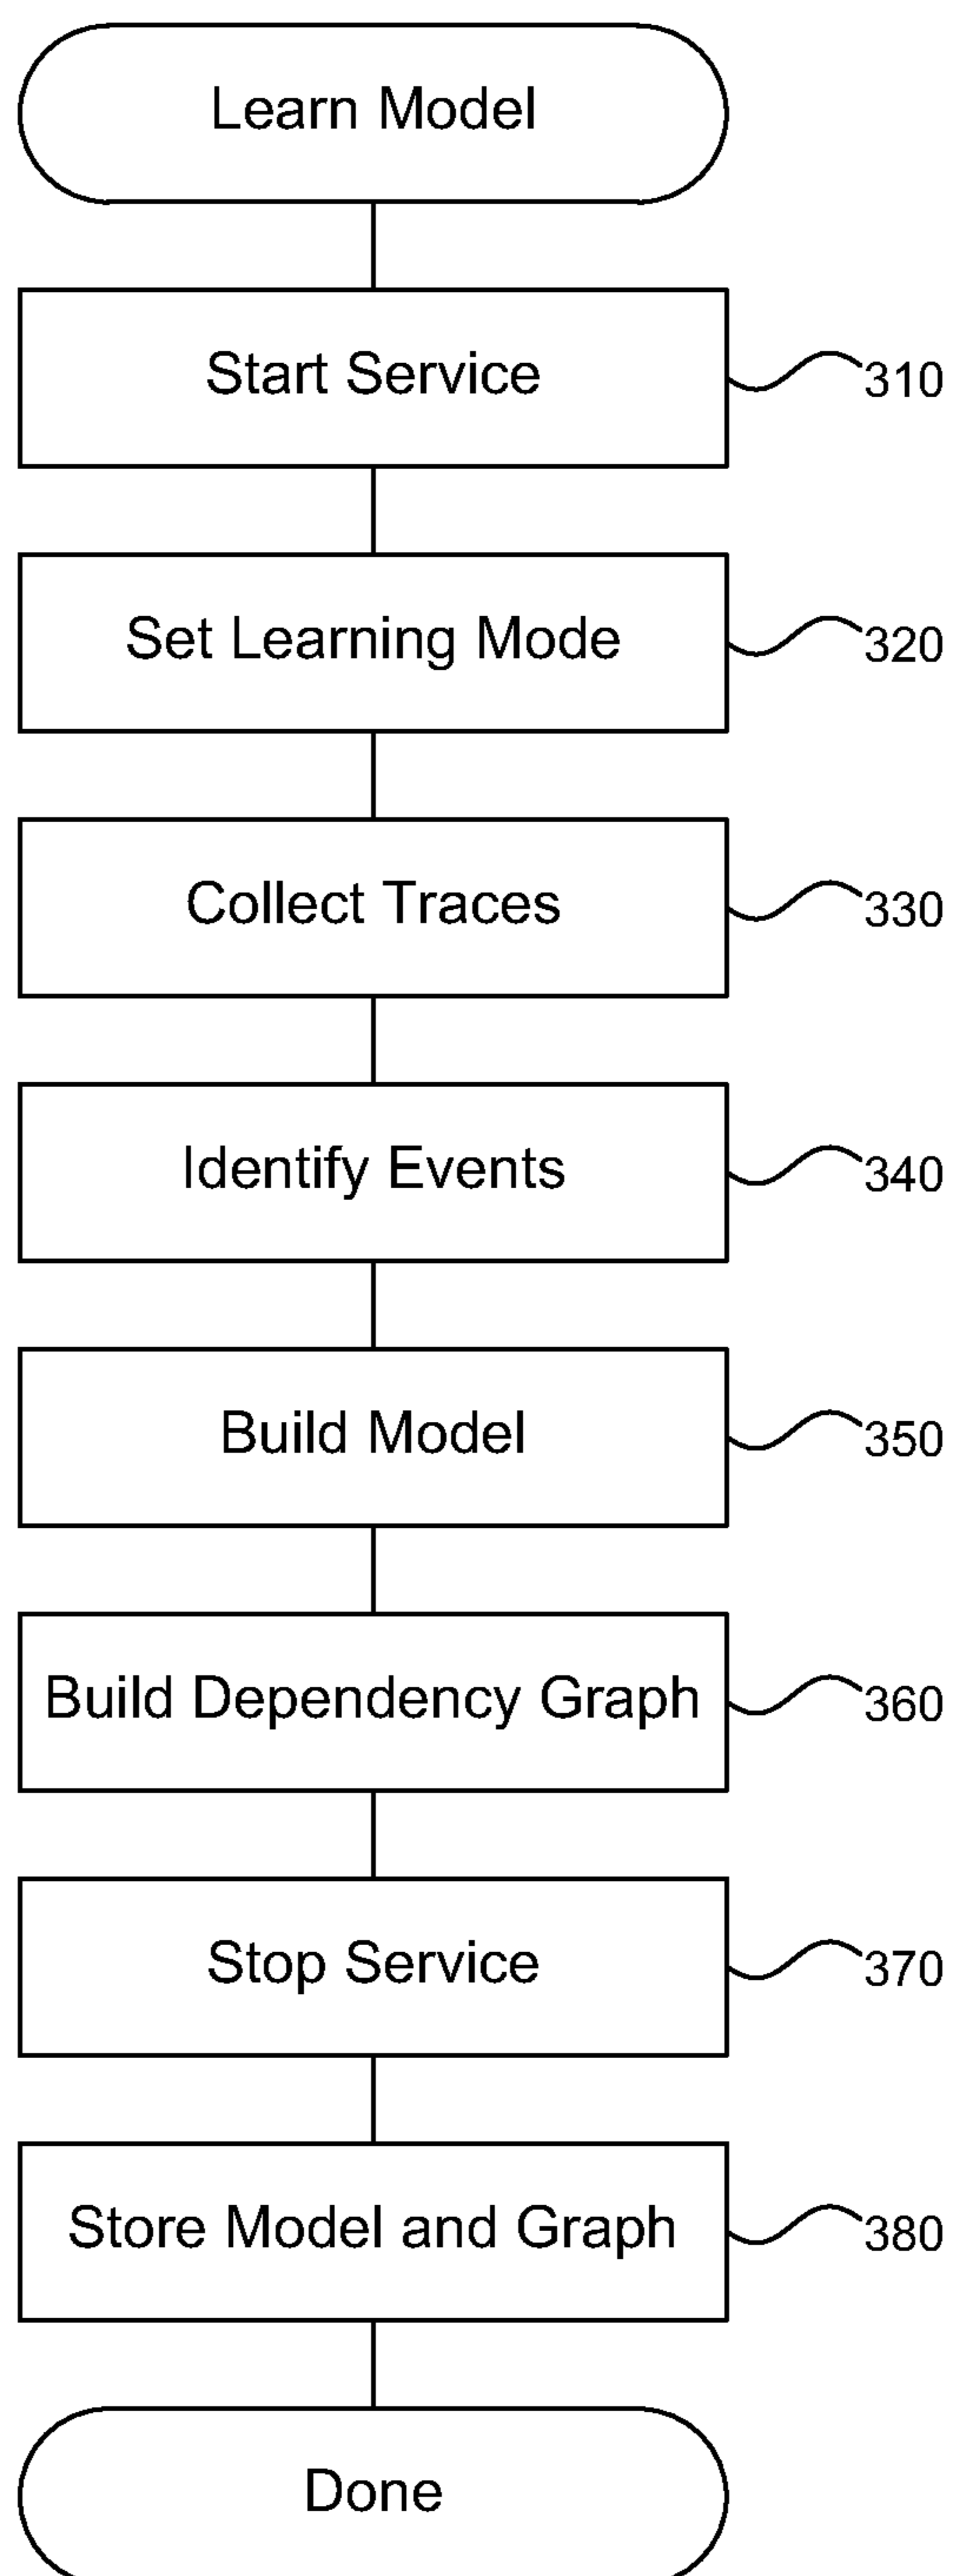 Learn Model
Start Service
310
Set Learning Mode
320
Collect Traces
330
Identify Events
340
Build Model
350
Build Dependency Graph
360
Stop Service
370
Store Model and Graph
380
Done